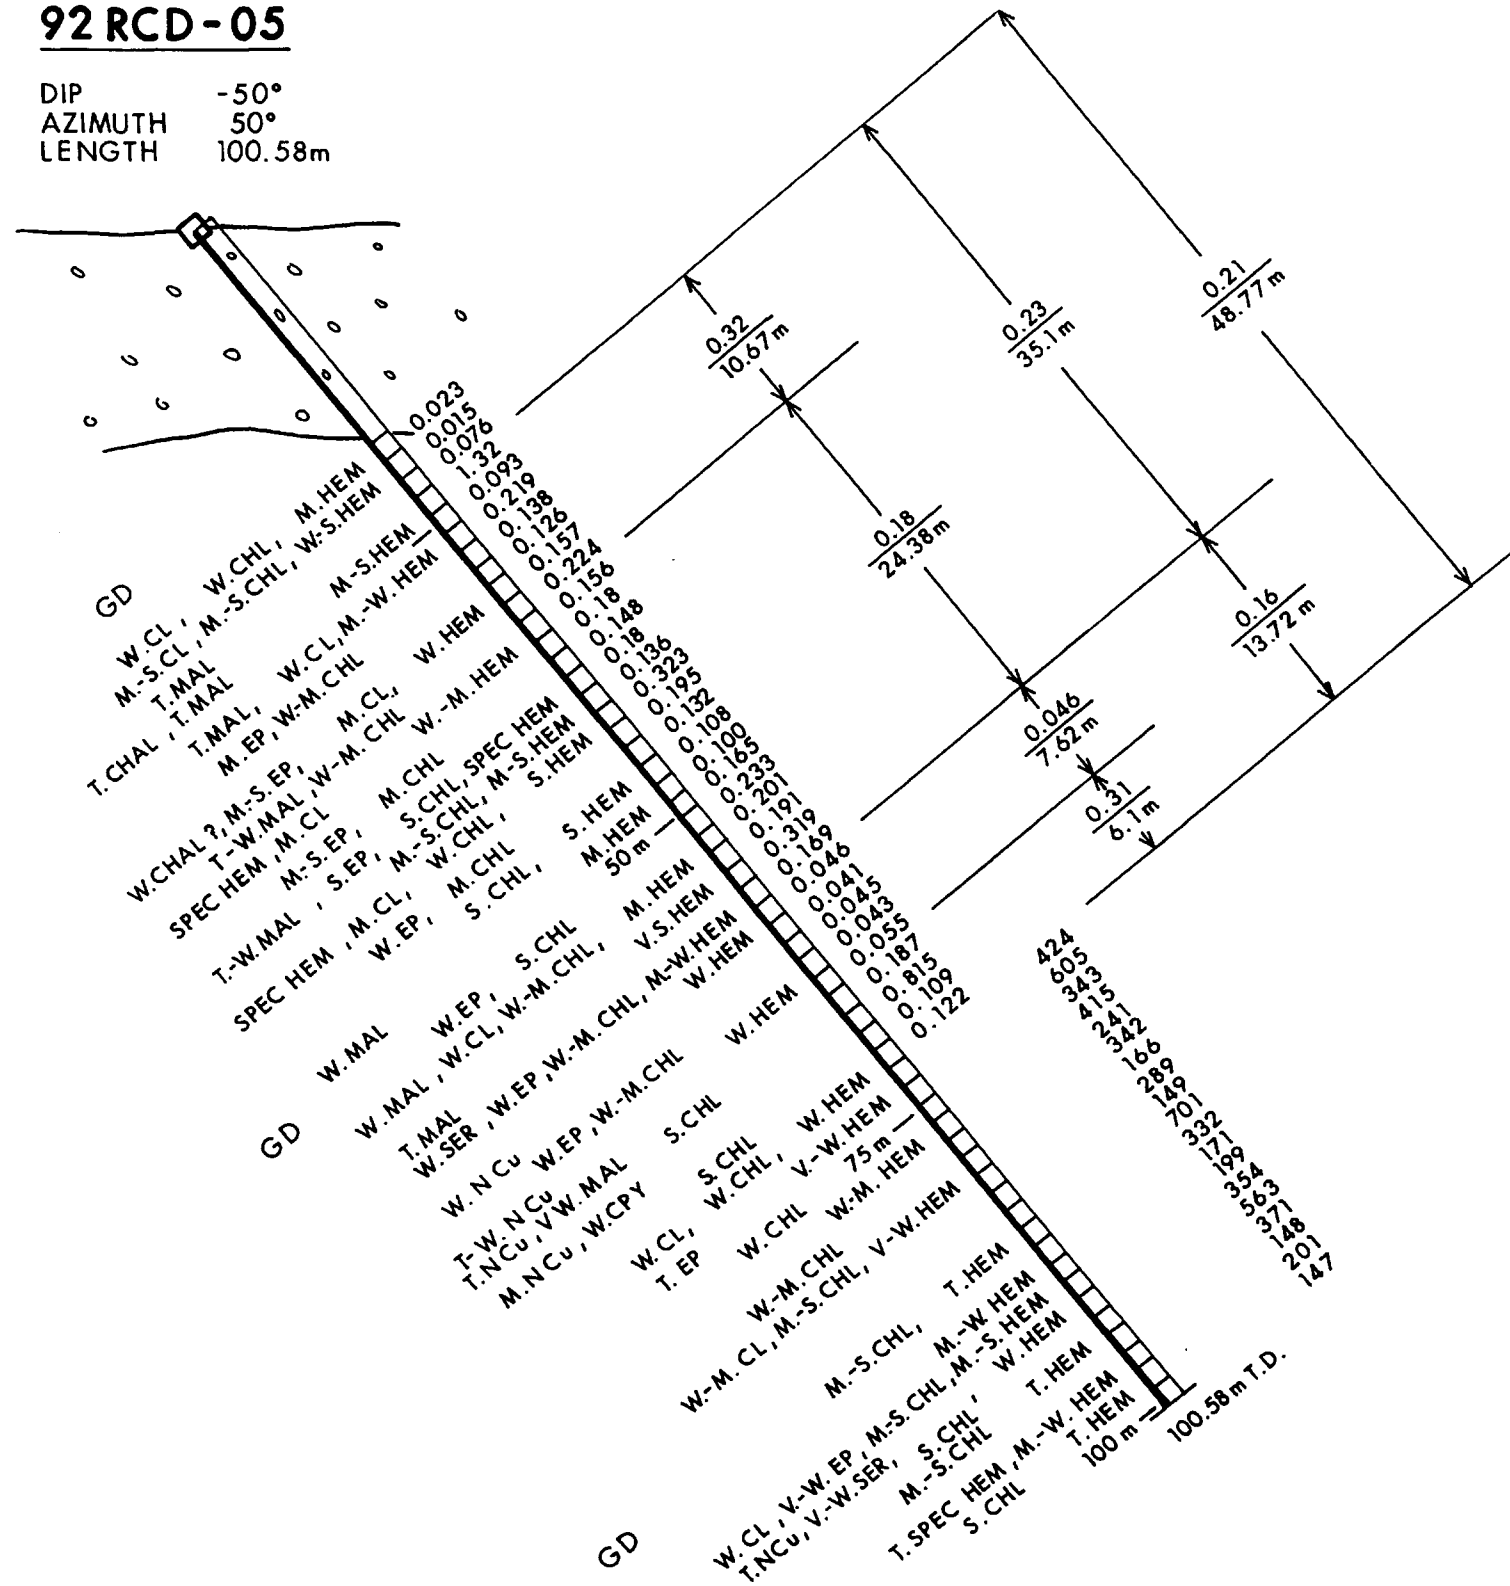 92 RCD-05
DIP -50°
AZIMUTH 50°
LENGTH 100.58m
0.21
48.77m
0.23
35.1m
0.32
10.67m
0.18
24.38m
0.16
13.72m
0.046
7.62m
0.31
6.1m
0.023
0.015
0.076
1.32
0.093
0.219
0.138
0.126
0.157
0.224
0.156
0.18
0.148
0.18
0.136
0.323
0.195
0.132
0.108
0.100
0.165
0.233
0.201
0.191
0.319
0.169
0.046
0.041
0.045
0.043
0.055
0.187
0.815
0.109
0.122
424
605
343
415
241
342
166
289
149
701
332
171
199
354
563
371
148
201
147
GD
W.CL, W.CHL, M.HEM
M.-S.CL, M.-S.CHL, W-S.HEM
T.MAL
T.CHAL, T.MAL M-S.HEM
T.MAL, W.CL, M.-W.HEM
M.EP, W-M.CHL
W.CHAL?, M.-S.EP, M.CL, W.HEM
T-W.MAL, W-M.CHL W.-M.HEM
SPEC HEM, M.CL
M-S.EP, M.CHL
T.-W.MAL, S.EP, S.CHL, SPEC HEM
M.-S.CHL, M-S.HEM
SPEC HEM, M.CL, W.CHL, S.HEM
W.EP, M.CHL
S.CHL, S.HEM
M.HEM
50 m
W.MAL W.EP, S.CHL
GD
W.MAL, W.CL, W.-M.CHL, M.HEM
V.S.HEM
T.MAL
W.SER, W.EP, W.-M.CHL, M-W.HEM
W.HEM
W.NCu W.EP, W.-M.CHL W.HEM
T-W.NCu
T.NCu, V.W.MAL S.CHL
M.NCu, W.CPY S.CHL
W.CL, W.CHL, W.HEM
T.EP V.-W.HEM
75 m
W.CHL W-M.HEM
W.-M.CHL
W.-M.CL, M.-S.CHL, V-W.HEM
M.-S.CHL, T.HEM
M.-W.HEM
W.CL, V.-W.EP, M-S.CHL, M.-S.HEM
T.NCu, V.-W.SER, S.CHL, W.HEM
M.-S.CHL T.HEM
T.SPEC HEM, M.-W.HEM
S.CHL T.HEM
100 m
100.58m T.D.
GD